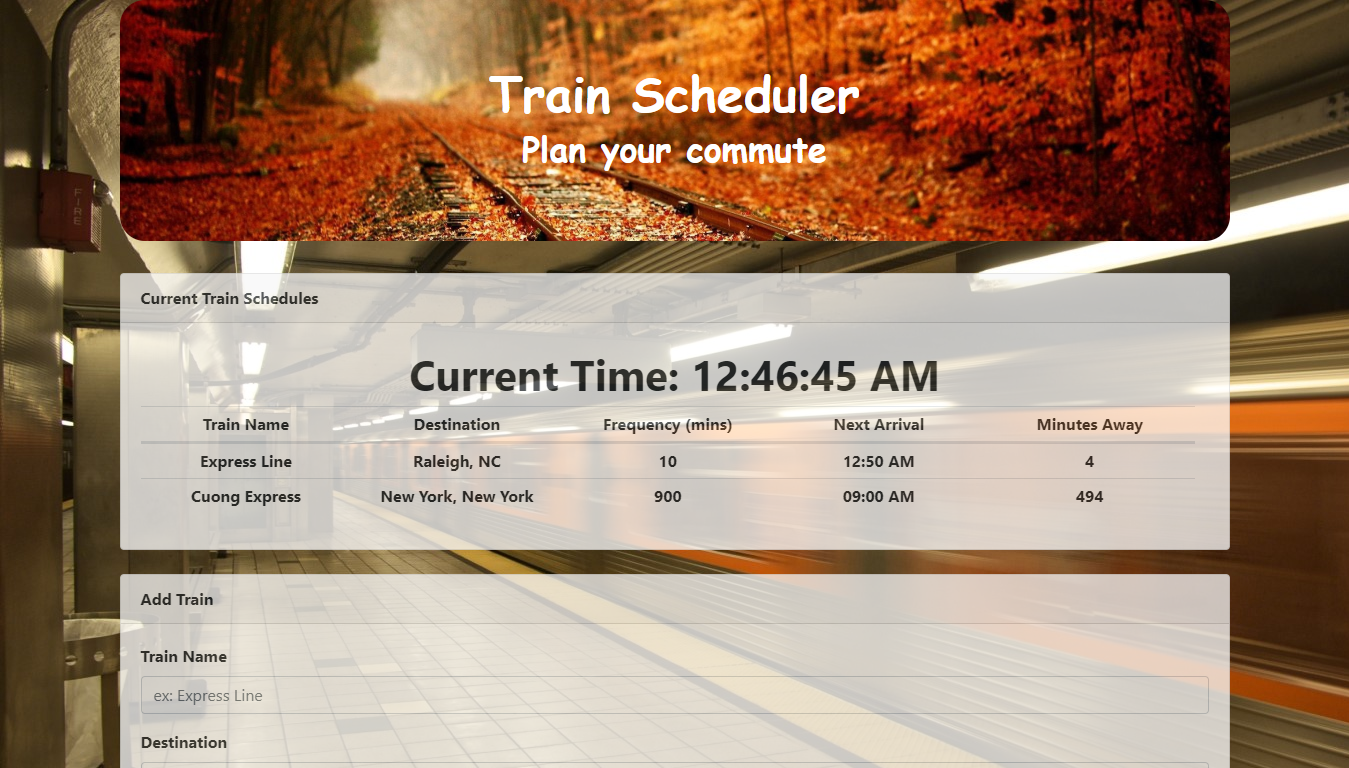 Train Scheduler
Plan your commute
FIRE
Current Train Schedules
Current Time: 12:46:45 AM
Train Name Destination Frequency (mins) Next Arrival Minutes Away
Express Line Raleigh, NC 10 12:50 AM 4
Cuong Express New York, New York 900 09:00 AM 494
Add Train
Train Name
ex: Express Line
Destination